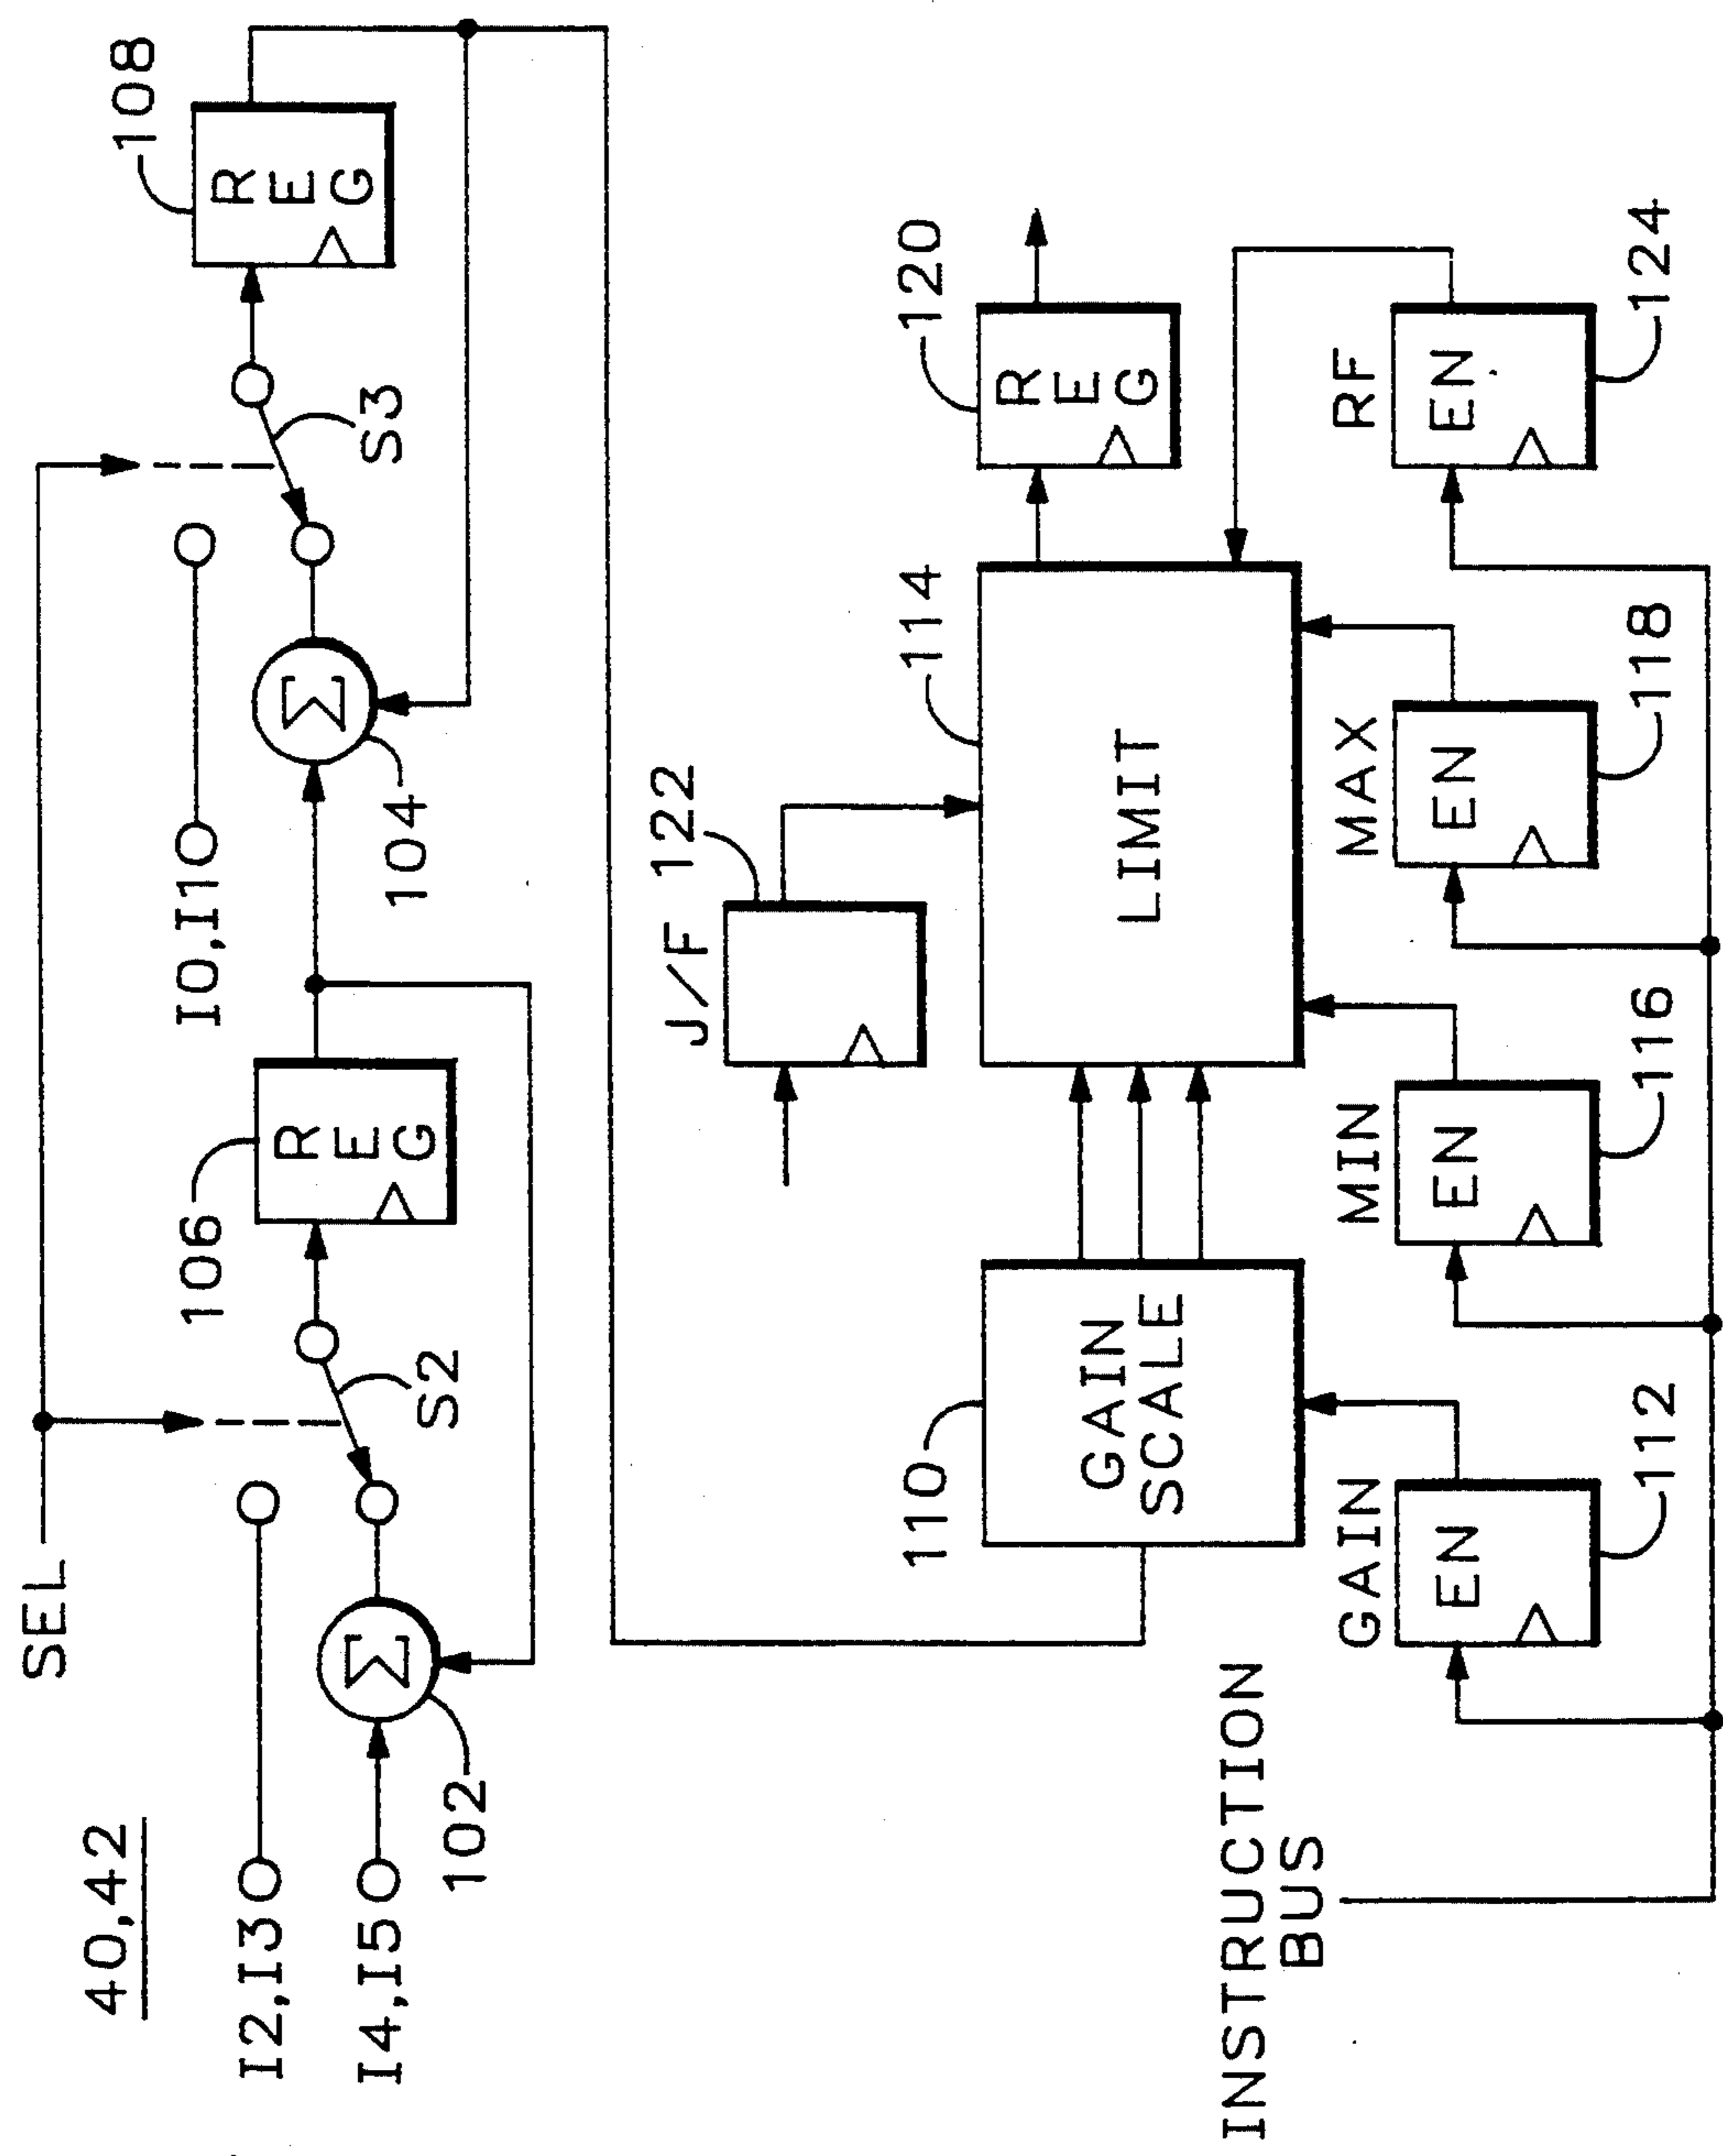 40,42
SEL
I2,I3
I4,I5
102
S2
106
REG
I0,I1
104
S3
108
REG
110
GAIN
SCALE
J/F
122
114
LIMIT
120
REG
INSTRUCTION
BUS
GAIN
EN
112
MIN
EN
116
MAX
EN
118
RF
EN
124